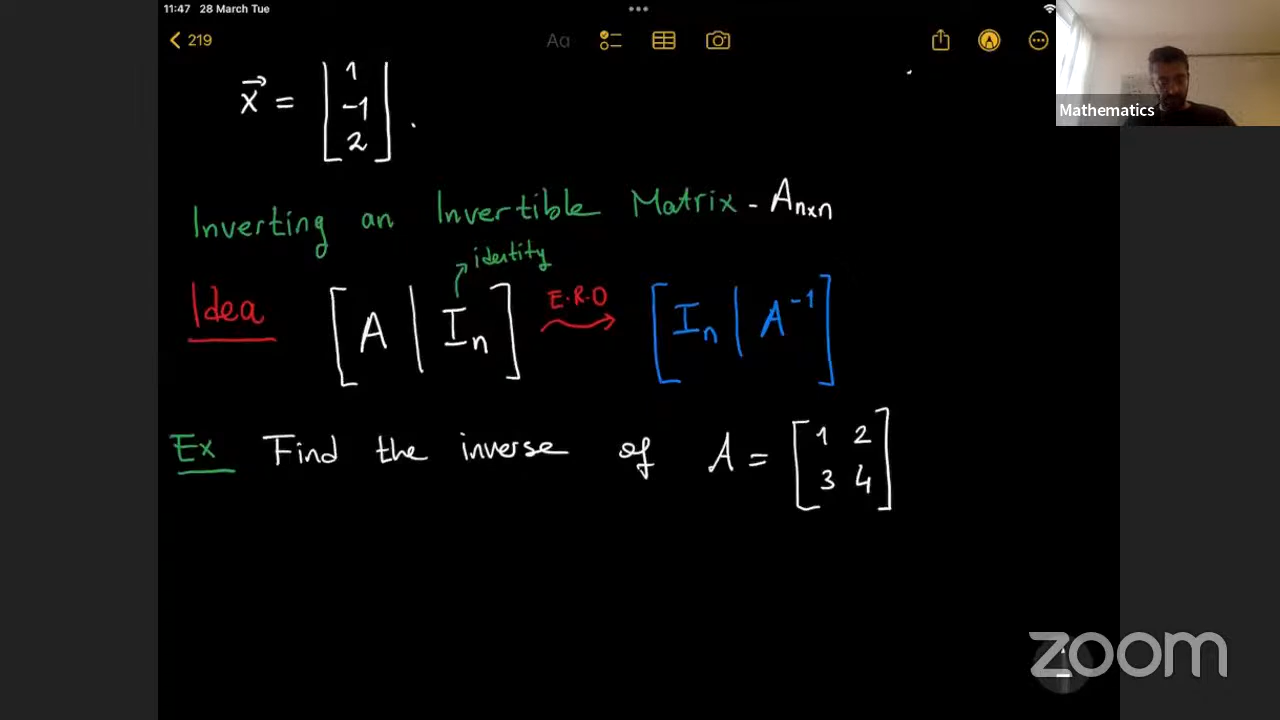 11:47 28 March Tue
219
Aa
Mathematics
x⃗ = [1 -1 2].
Inverting an Invertible Matrix - Aₙₓₙ
identity
Idea [A | Iₙ] E.R.O → [Iₙ | A⁻¹]
Ex Find the inverse of A = [1 2
3 4]
zoom